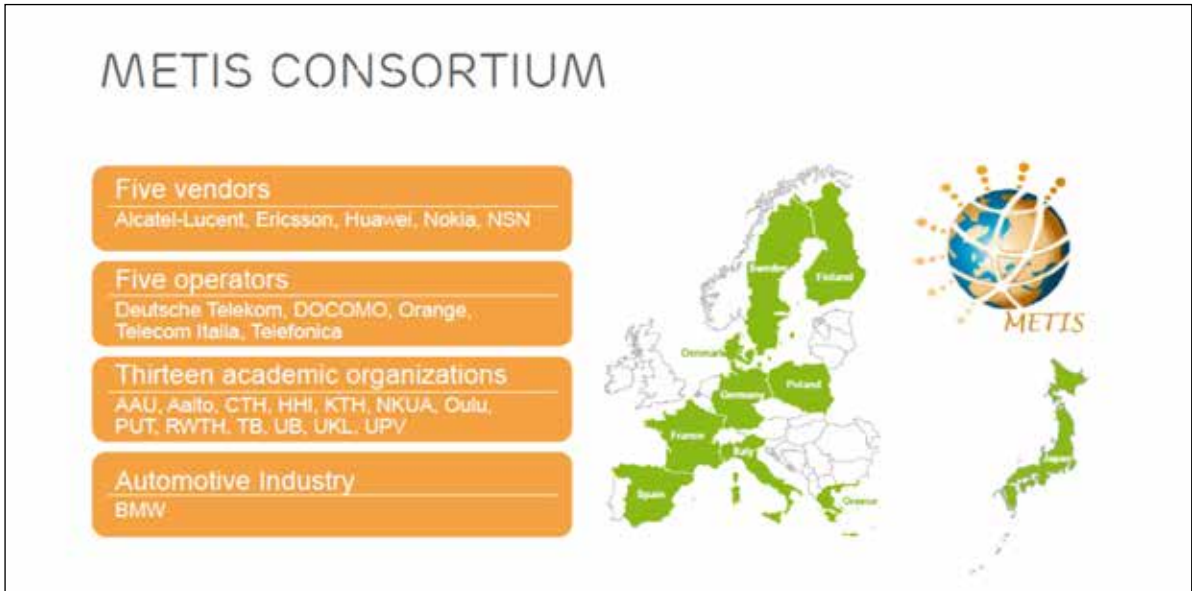 METIS CONSORTIUM
Five vendors
Alcatel-Lucent, Ericsson, Huawei, Nokia, NSN
Five operators
Deutsche Telekom, DOCOMO, Orange,
Telecom Italia, Telefonica
Thirteen academic organizations
AAU, Aalto, CTH, HHI, KTH, NKUA, Oulu,
PUT, RWTH, TB, UB, UKL, UPV
Automotive Industry
BMW
Sweden
Finland
Denmark
Germany
Poland
France
Italy
Spain
Greece
METIS
Japan